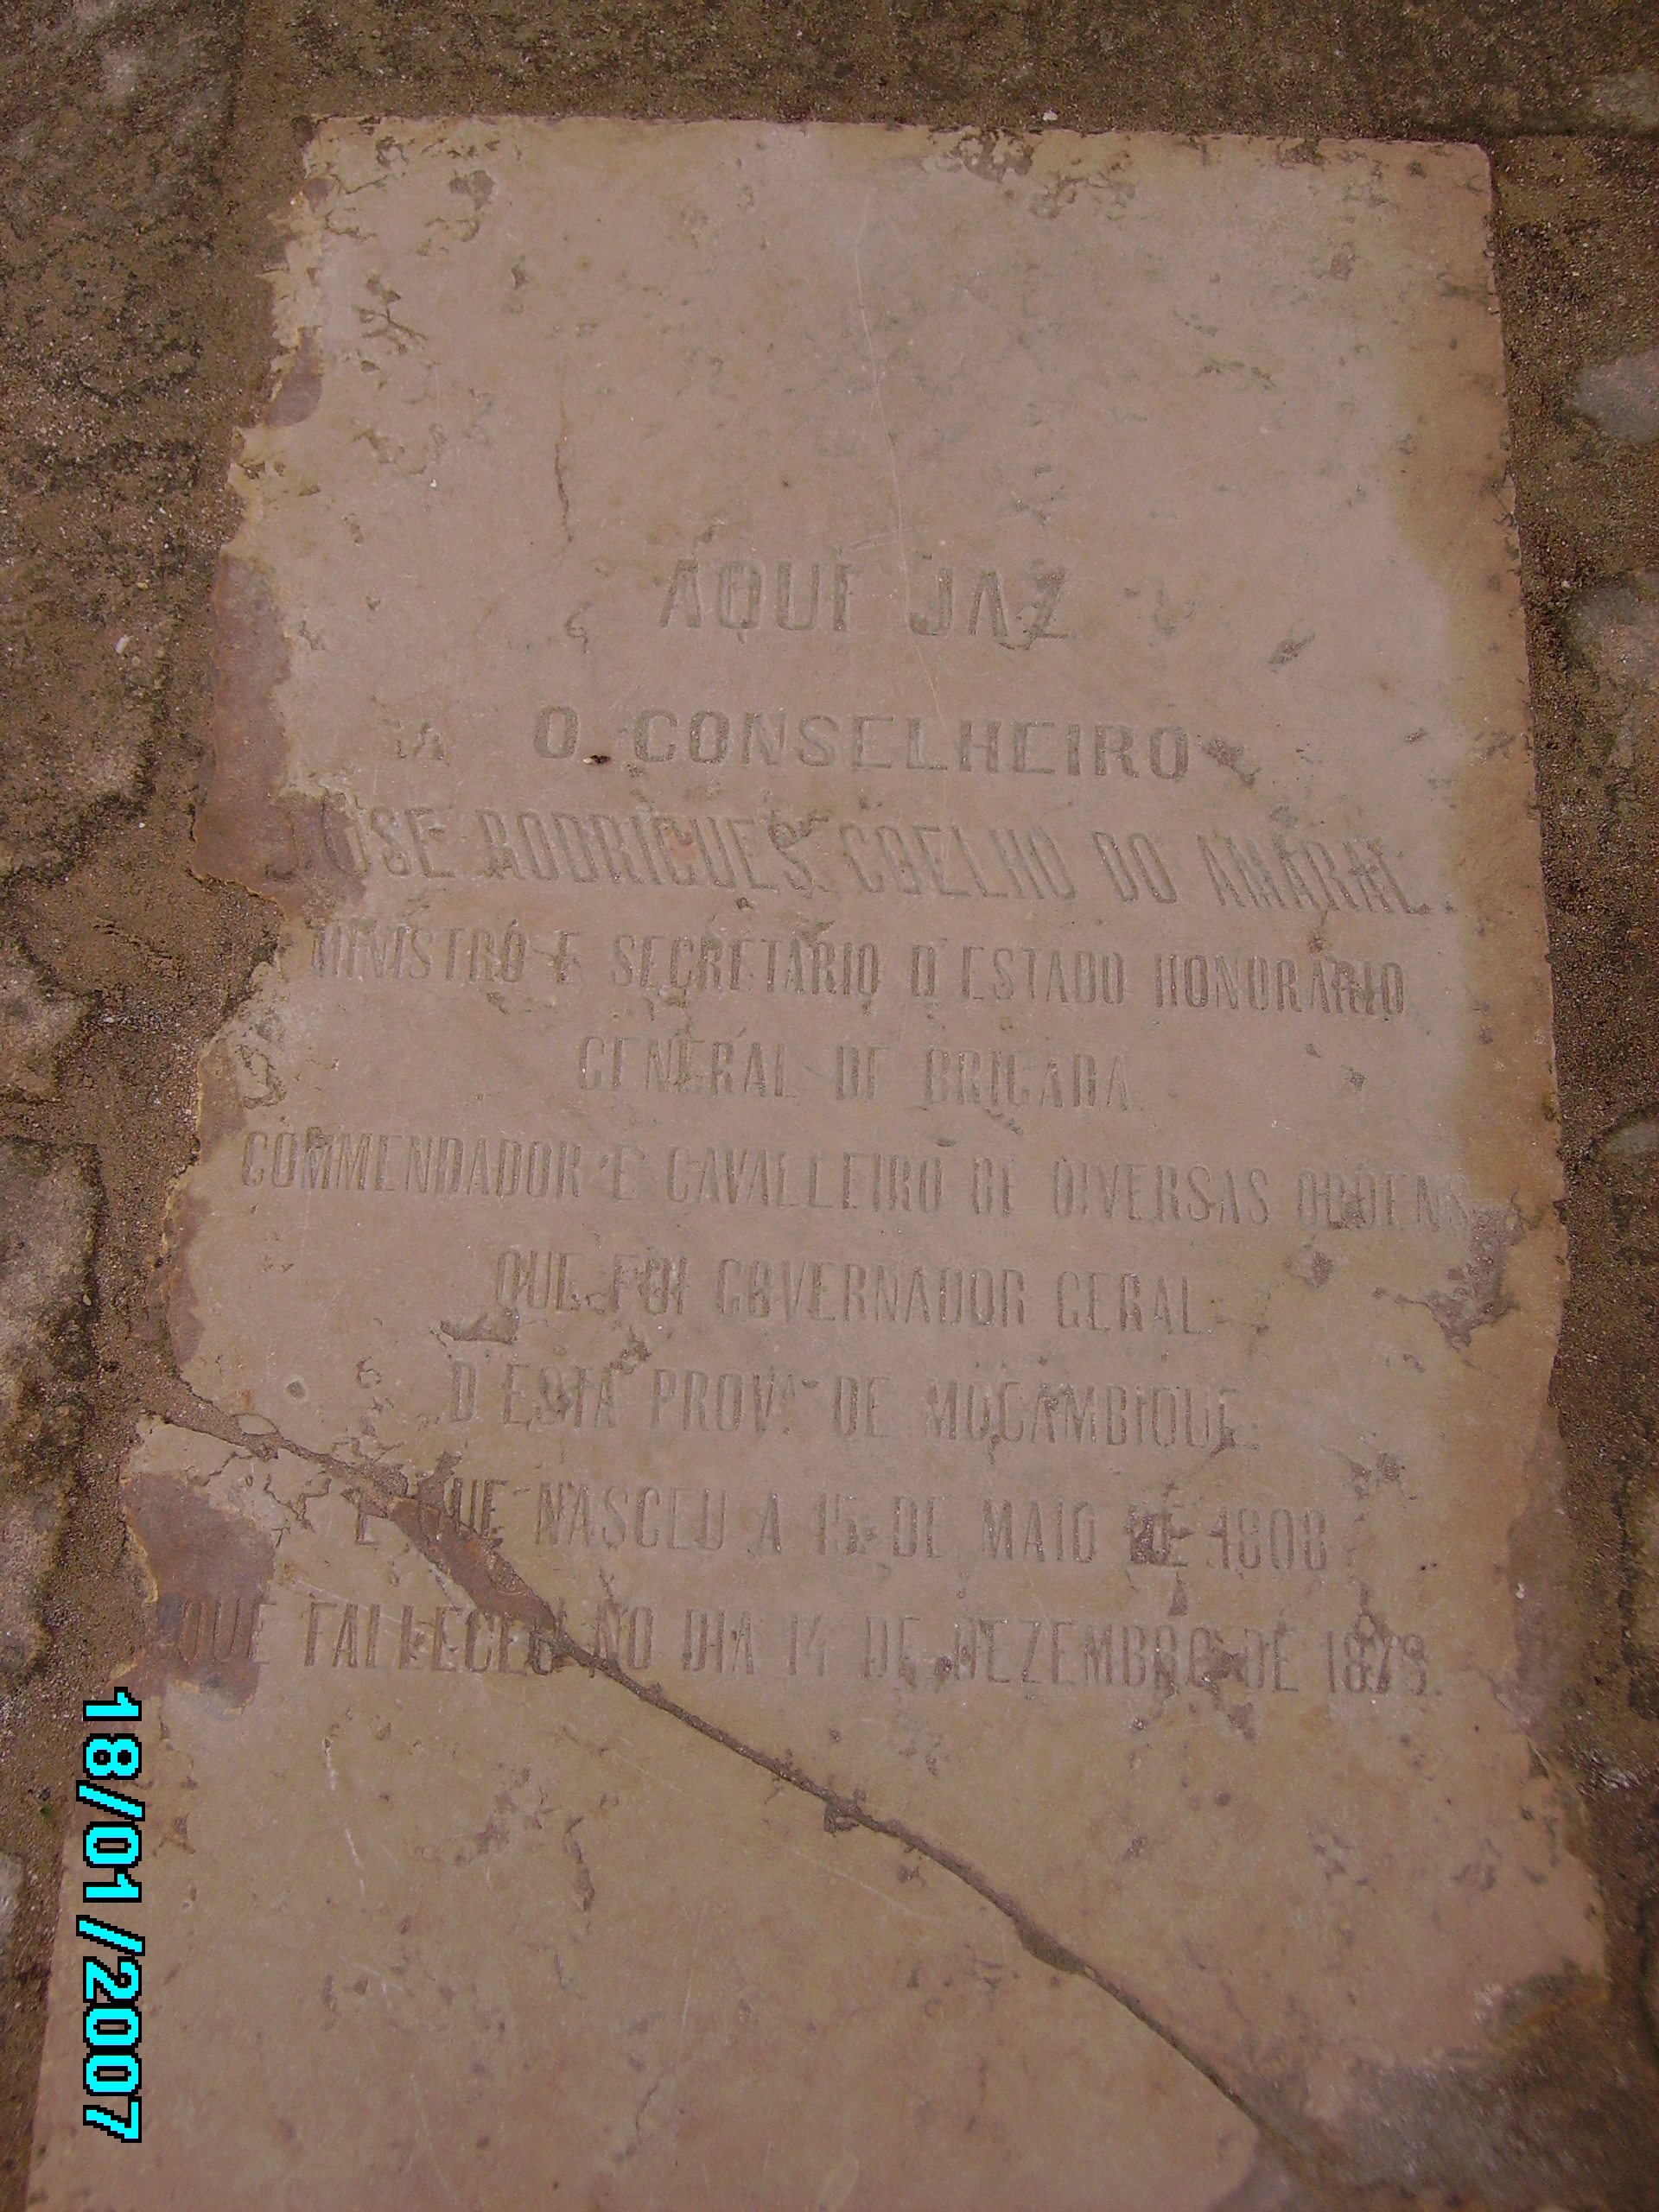 AQUI JAZ
O CONSELHEIRO
JOSE RODRIGUES COELHO DO AMARAL.
MINISTRO E SECRETARIO D'ESTADO HONORARIO
GENERAL DE BRIGADA
COMMENDADOR E CAVALLEIRO DE DIVERSAS ORDENS
QUE FOI GOVERNADOR GERAL
D'ESTA PROV.A DE MOÇAMBIQUE
E QUE NASCEU A 15 DE MAIO DE 1808
QUE FALLECEU NO DIA 14 DE DEZEMBRO DE 1873.
18/01/2007